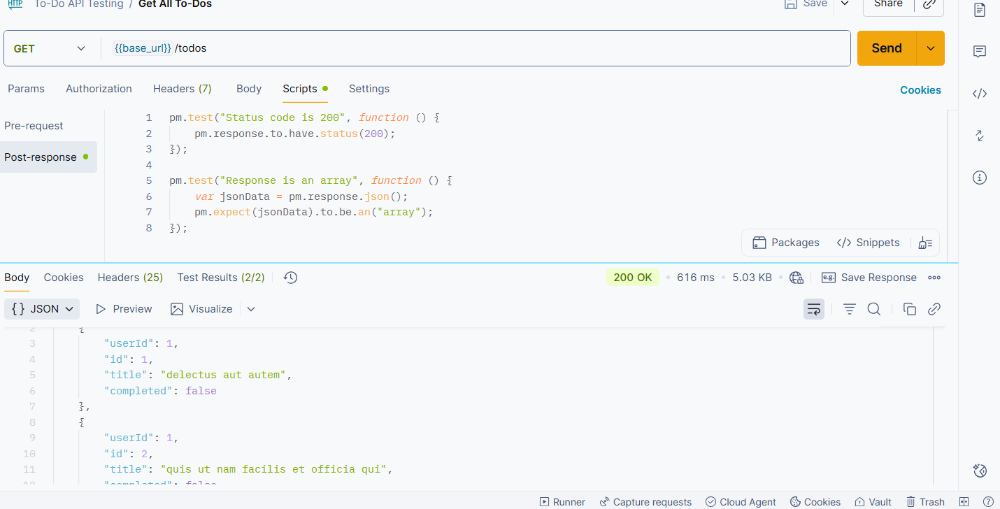 HTTP To-Do API Testing / Get All To-Dos Save Share
GET {{base_url}} /todos Send
Params Authorization Headers (7) Body Scripts Settings Cookies
Pre-request
Post-response
1 pm.test("Status code is 200", function () {
2 pm.response.to.have.status(200);
3 });
4
5 pm.test("Response is an array", function () {
6 var jsonData = pm.response.json();
7 pm.expect(jsonData).to.be.an("array");
8 });
Packages </> Snippets
Body Cookies Headers (25) Test Results (2/2) 200 OK • 616 ms • 5.03 KB • e.g. Save Response
{} JSON Preview Visualize
2 {
3 "userId": 1,
4 "id": 1,
5 "title": "delectus aut autem",
6 "completed": false
7 },
8 {
9 "userId": 1,
10 "id": 2,
11 "title": "quis ut nam facilis et officia qui",
12 "completed": false
Runner Capture requests Cloud Agent Cookies Vault Trash